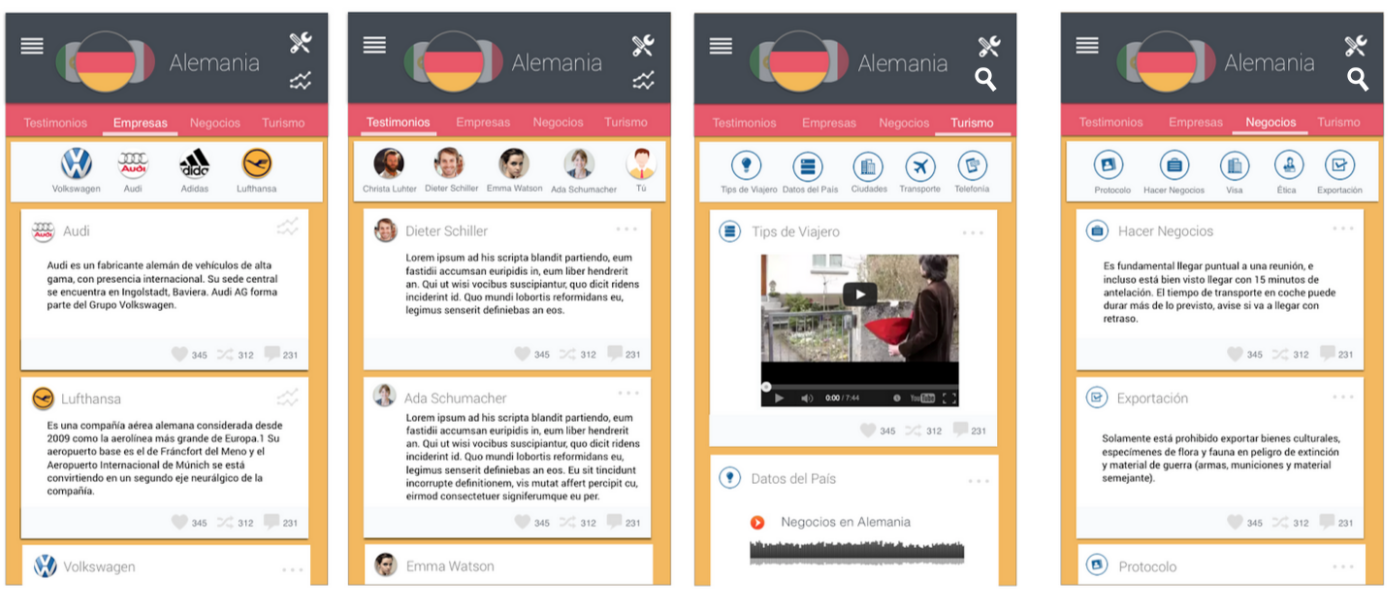 Alemania
Testimonios Empresas Negocios Turismo
Volkswagen Audi Adidas Lufthansa
Audi
Audi es un fabricante alemán de vehículos de alta
gama, con presencia internacional. Su sede central
se encuentra en Ingolstadt, Baviera. Audi AG forma
parte del Grupo Volkswagen.
345 312 231
Lufthansa
Es una compañía aérea alemana considerada desde
2009 como la aerolínea más grande de Europa.1 Su
aeropuerto base es el de Fráncfort del Meno y el
Aeropuerto Internacional de Múnich se está
convirtiendo en un segundo eje neurálgico de la
compañía.
345 312 231
Volkswagen
Alemania
Testimonios Empresas Negocios Turismo
Christa Luhter Dieter Schiller Emma Watson Ada Schumacher Tú
Dieter Schiller
Lorem ipsum ad his scripta blandit partiendo, eum
fastidii accumsan euripidis in, eum liber hendrerit
an. Qui ut wisi vocibus suscipiantur, quo dicit ridens
inciderint id. Quo mundi lobortis reformidans eu,
legimus senserit definiebas an eos.
345 312 231
Ada Schumacher
Lorem ipsum ad his scripta blandit partiendo, eum
fastidii accumsan euripidis in, eum liber hendrerit
an. Qui ut wisi vocibus suscipiantur, quo dicit ridens
inciderint id. Quo mundi lobortis reformidans eu,
legimus senserit definiebas an eos. Eu sit tincidunt
incorrupte definitionem, vis mutat affert percipit cu,
eirmod consectetuer signiferumque eu per.
345 312 231
Emma Watson
Alemania
Testimonios Empresas Negocios Turismo
Tips de Viajero Datos del País Ciudades Transporte Telefonía
Tips de Viajero
0:00 / 7:44 YouTube
345 312 231
Datos del País
Negocios en Alemania
Alemania
Testimonios Empresas Negocios Turismo
Protocolo Hacer Negocios Visa Ética Exportación
Hacer Negocios
Es fundamental llegar puntual a una reunión, e
incluso está bien visto llegar con 15 minutos de
antelación. El tiempo de transporte en coche puede
durar más de lo previsto, avise si va a llegar con
retraso.
345 312 231
Exportación
Solamente está prohibido exportar bienes culturales,
especímenes de flora y fauna en peligro de extinción
y material de guerra (armas, municiones y material
semejante).
345 312 231
Protocolo